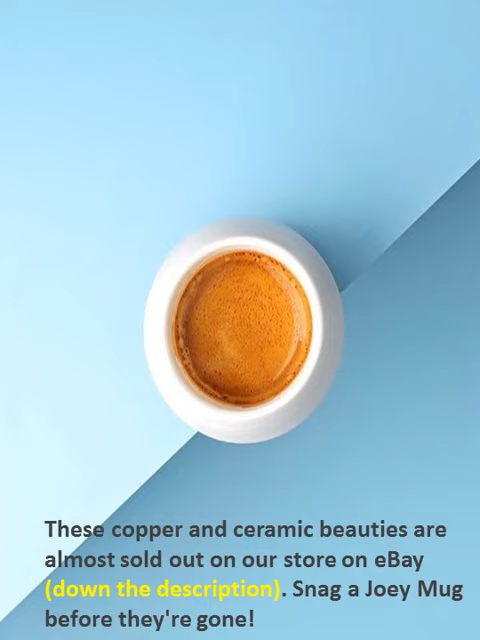 These copper and ceramic beauties are
almost sold out on our store on eBay
(down the description). Snag a Joey Mug
before they're gone!